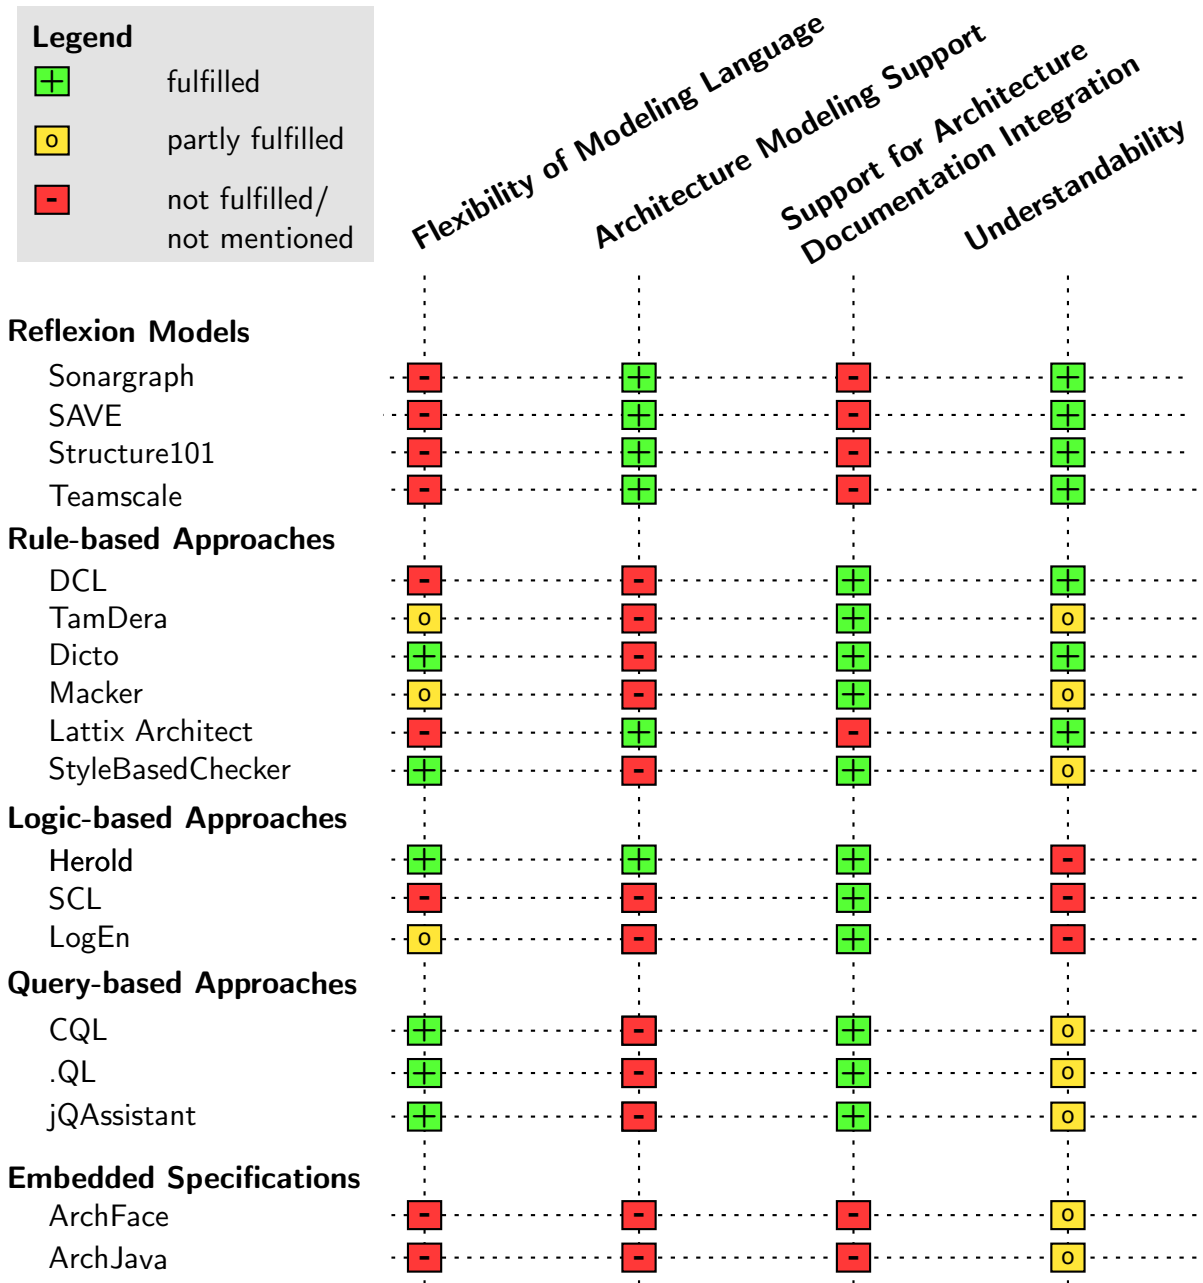 Legend
+ fulfilled
o partly fulfilled
- not fulfilled/
not mentioned
Flexibility of Modeling Language
Architecture Modeling Support
Support for Architecture
Documentation Integration
Understandability
Reflexion Models
Sonargraph - + - +
SAVE - + - +
Structure101 - + - +
Teamscale - + - +
Rule-based Approaches
DCL - - + +
TamDera o - + o
Dicto + - + +
Macker o - + o
Lattix Architect - + - +
StyleBasedChecker + - + o
Logic-based Approaches
Herold + + + -
SCL - - + -
LogEn o - + -
Query-based Approaches
CQL + - + o
.QL + - + o
jQAssistant + - + o
Embedded Specifications
ArchFace - - - o
ArchJava - - - o